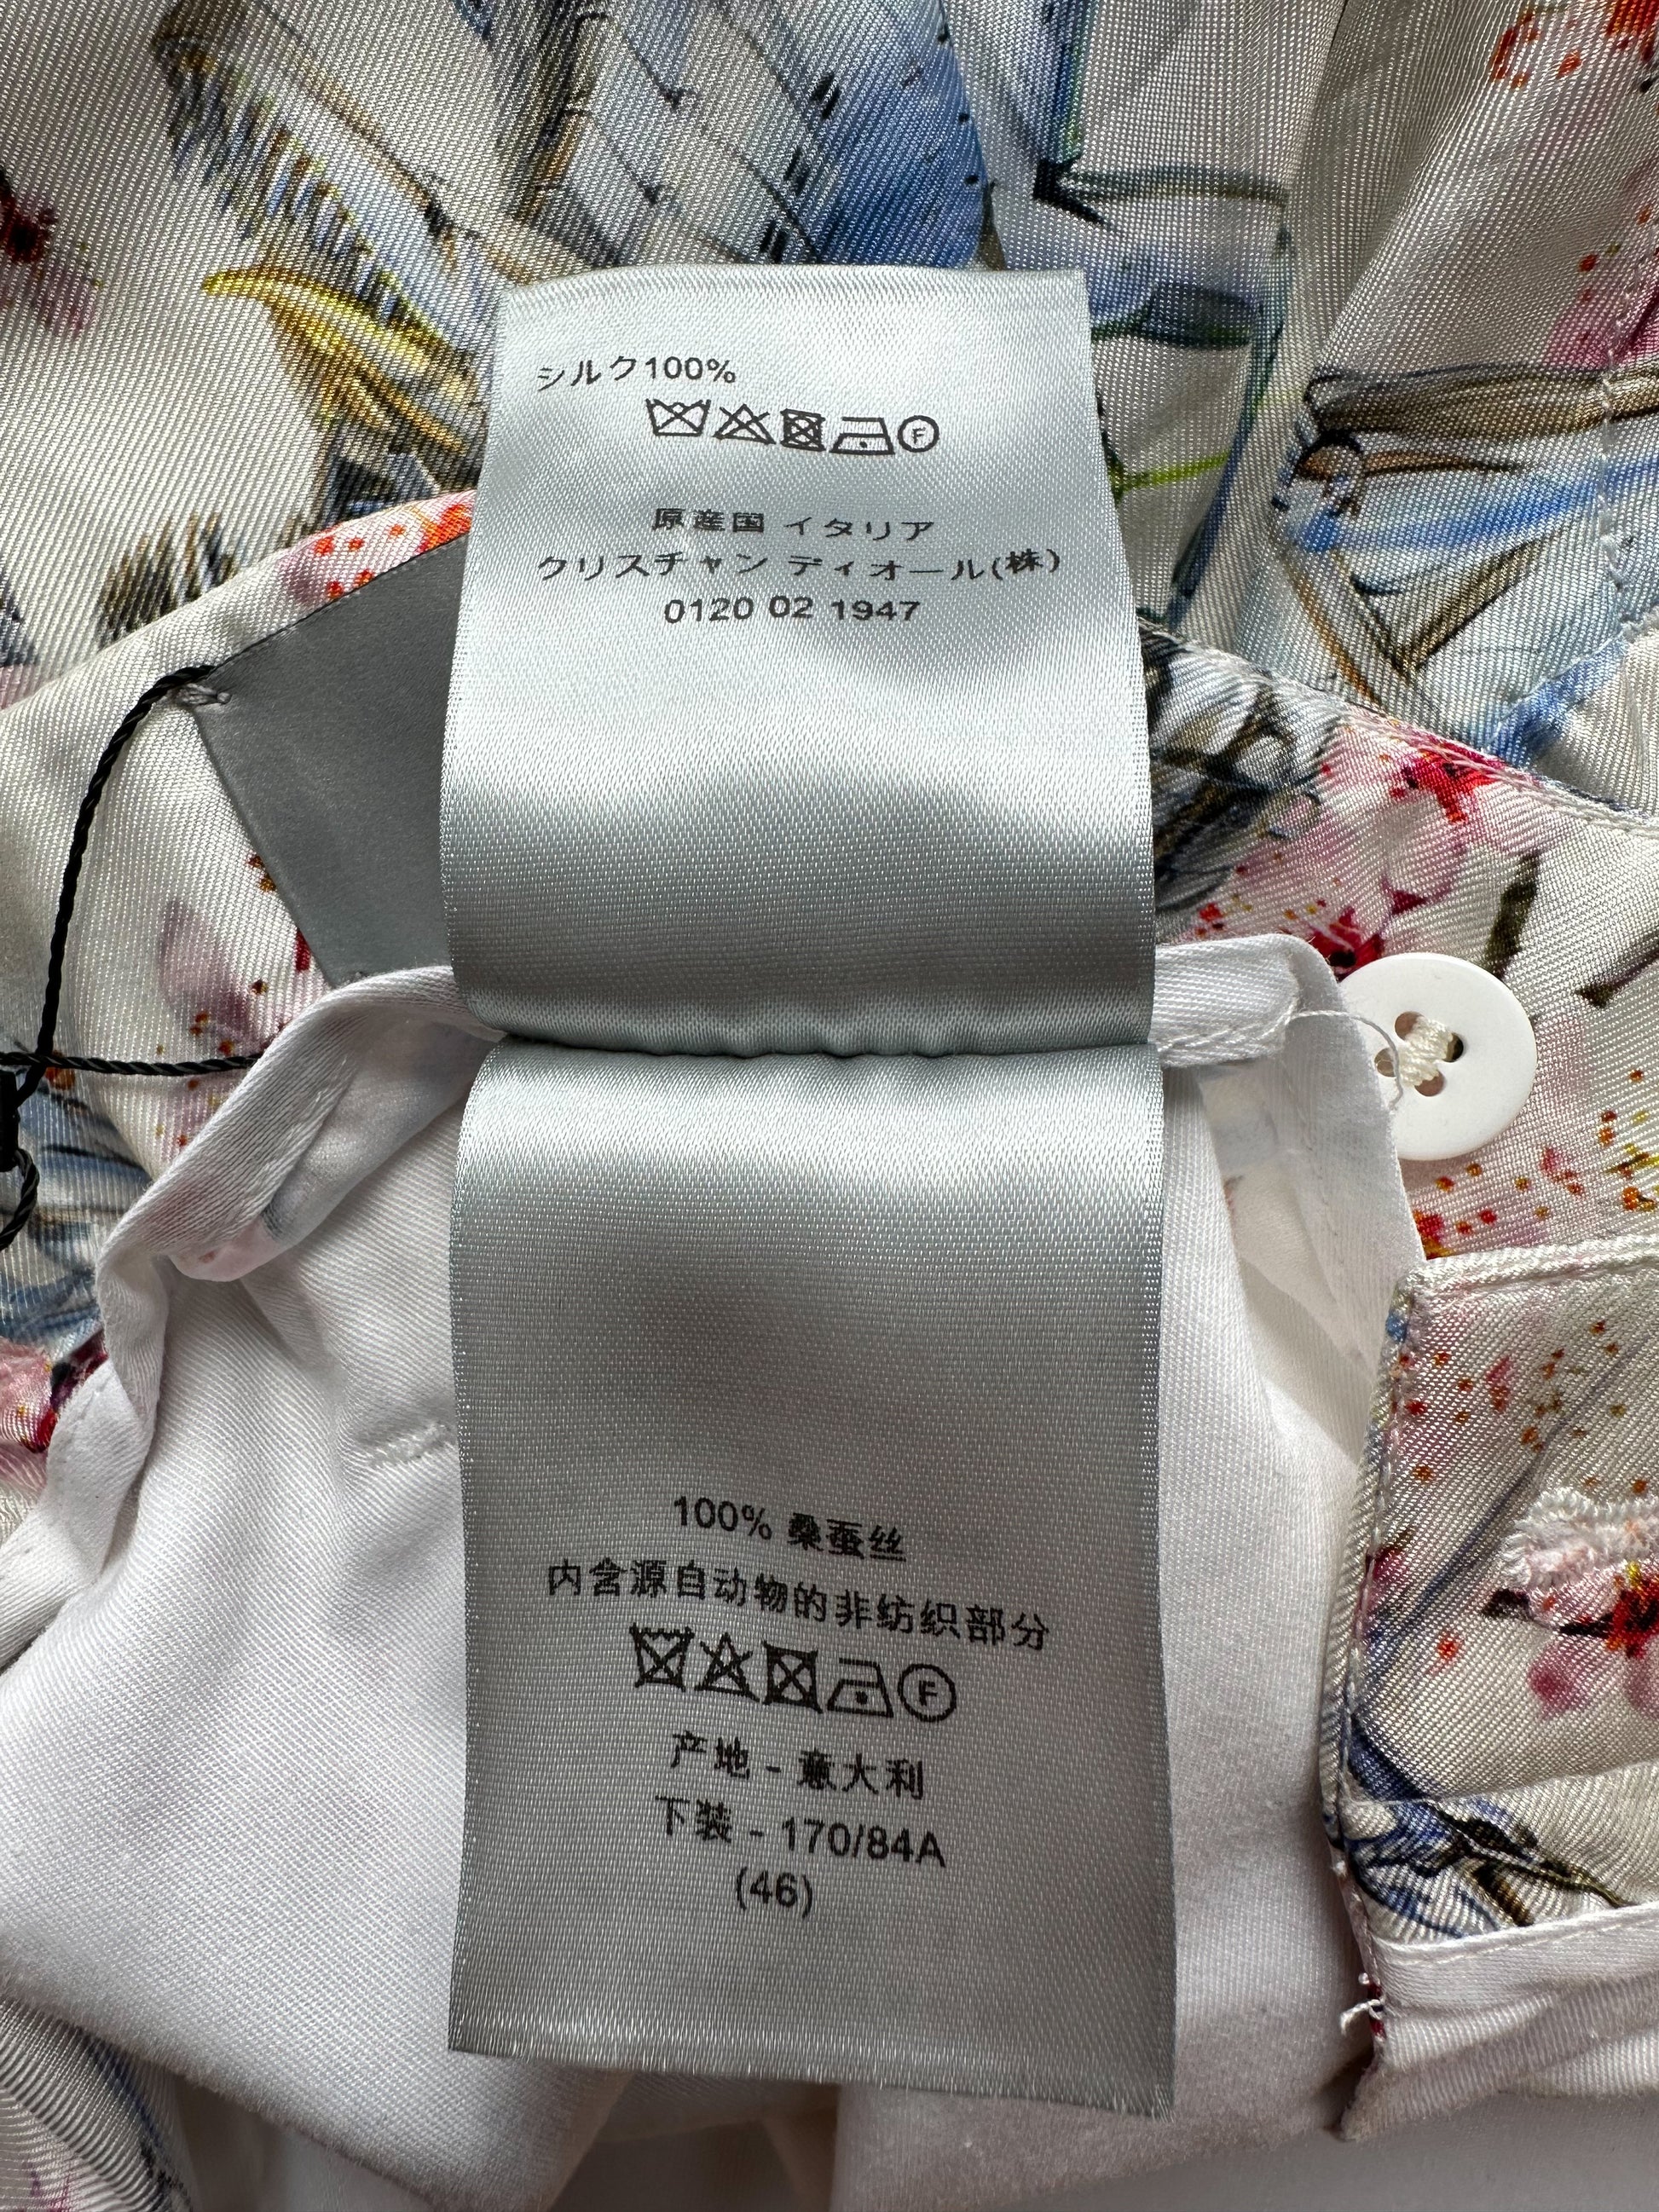 シルク100%
F
原産国 イタリア
クリスチャン ディオール(株)
0120 02 1947
100% 桑蚕丝
内含源自动物的非纺织部分
F
产地 - 意大利
下装 - 170/84A
(46)